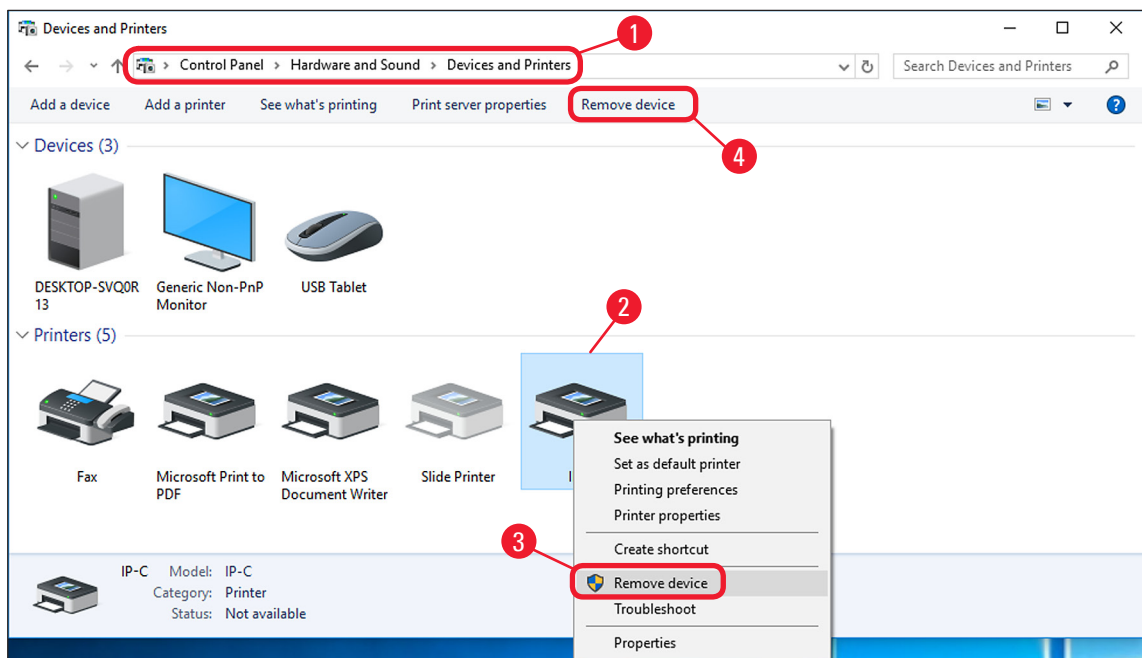 Devices and Printers
1
Control Panel > Hardware and Sound > Devices and Printers
Search Devices and Printers
Add a device Add a printer See what's printing Print server properties Remove device
?
4
Devices (3)
DESKTOP-SVQ0R
13
Generic Non-PnP
Monitor
USB Tablet
2
Printers (5)
Fax
Microsoft Print to
PDF
Microsoft XPS
Document Writer
Slide Printer
See what's printing
Set as default printer
Printing preferences
Printer properties
Create shortcut
3
Remove device
Troubleshoot
Properties
IP-C Model: IP-C
Category: Printer
Status: Not available